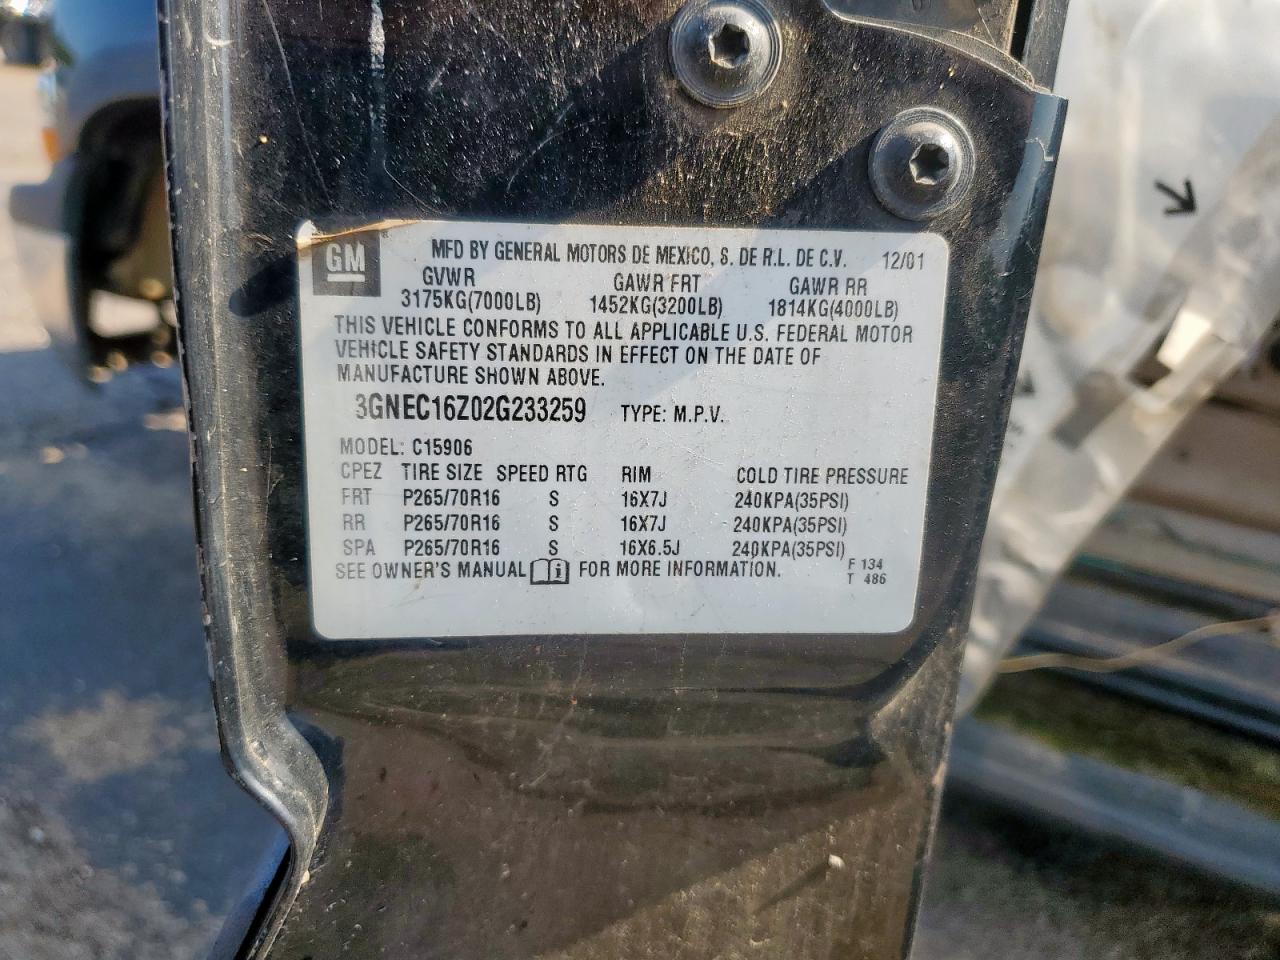 GM MFD BY GENERAL MOTORS DE MEXICO, S. DE R.L. DE C.V. 12/01
GVWR GAWR FRT GAWR RR
3175KG(7000LB) 1452KG(3200LB) 1814KG(4000LB)
THIS VEHICLE CONFORMS TO ALL APPLICABLE U.S. FEDERAL MOTOR
VEHICLE SAFETY STANDARDS IN EFFECT ON THE DATE OF
MANUFACTURE SHOWN ABOVE.
3GNEC16Z02G233259 TYPE: M.P.V.
MODEL: C15906
CPEZ TIRE SIZE SPEED RTG RIM COLD TIRE PRESSURE
FRT P265/70R16 S 16X7J 240KPA(35PSI)
RR P265/70R16 S 16X7J 240KPA(35PSI)
SPA P265/70R16 S 16X6.5J 240KPA(35PSI)
SEE OWNER'S MANUAL FOR MORE INFORMATION. F 134
T 486